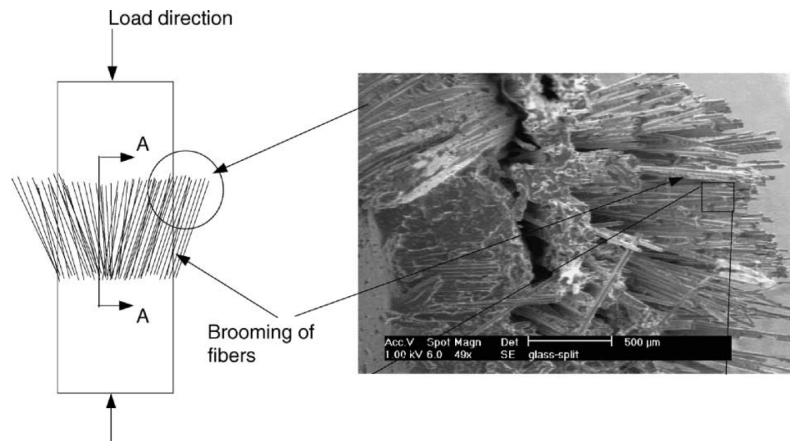 Load direction
A
A
Brooming of
fibers
Acc.V Spot Magn Det 500 µm
1.00 kV 6.0 49x SE glass-split